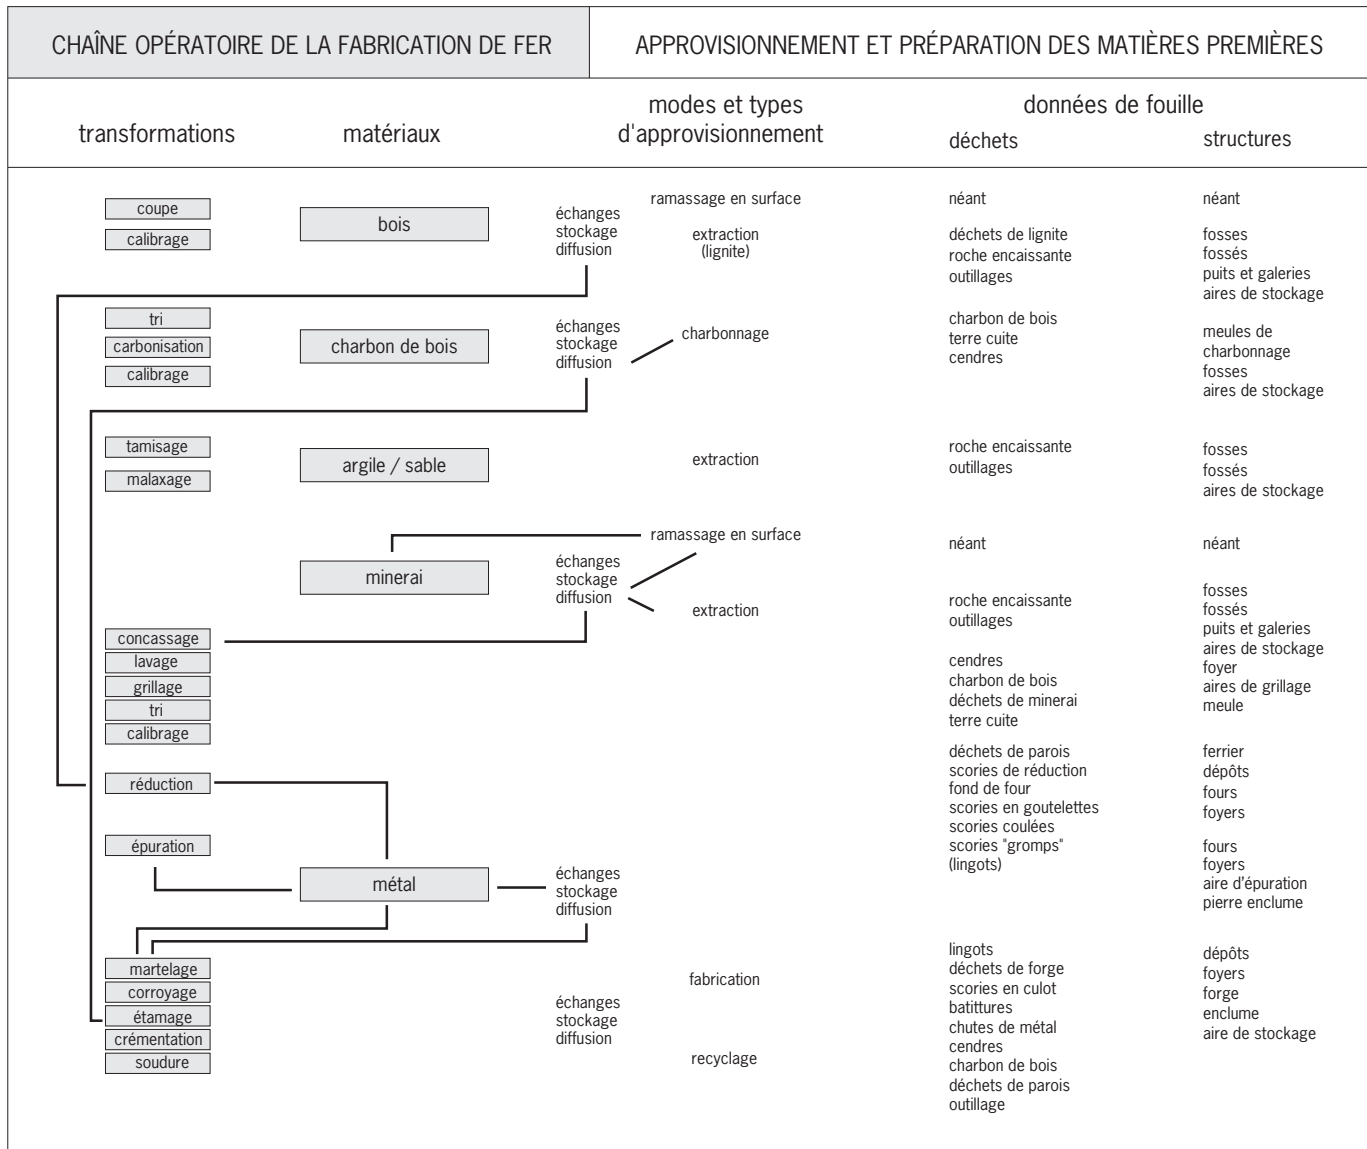 CHAÎNE OPÉRATOIRE DE LA FABRICATION DE FER
APPROVISIONNEMENT ET PRÉPARATION DES MATIÈRES PREMIÈRES
transformations
matériaux
modes et types
d'approvisionnement
données de fouille
déchets
structures
coupe
calibrage
bois
échanges
stockage
diffusion
ramassage en surface
extraction
(lignite)
néant
déchets de lignite
roche encaissante
outillages
néant
fosses
fossés
puits et galeries
aires de stockage
tri
carbonisation
calibrage
charbon de bois
échanges
stockage
diffusion
charbonnage
charbon de bois
terre cuite
cendres
meules de
charbonnage
fosses
aires de stockage
tamisage
malaxage
argile / sable
extraction
roche encaissante
outillages
fosses
fossés
aires de stockage
minerai
échanges
stockage
diffusion
ramassage en surface
extraction
néant
roche encaissante
outillages
néant
fosses
fossés
puits et galeries
aires de stockage
foyer
aires de grillage
meule
concassage
lavage
grillage
tri
calibrage
cendres
charbon de bois
déchets de minerai
terre cuite
réduction
épuration
métal
échanges
stockage
diffusion
déchets de parois
scories de réduction
fond de four
scories en goutelettes
scories coulées
scories "gromps"
(lingots)
ferrier
dépôts
fours
foyers
fours
foyers
aire d'épuration
pierre enclume
martelage
corroyage
étamage
crémentation
soudure
échanges
stockage
diffusion
fabrication
recyclage
lingots
déchets de forge
scories en culot
batittures
chutes de métal
cendres
charbon de bois
déchets de parois
outillage
dépôts
foyers
forge
enclume
aire de stockage